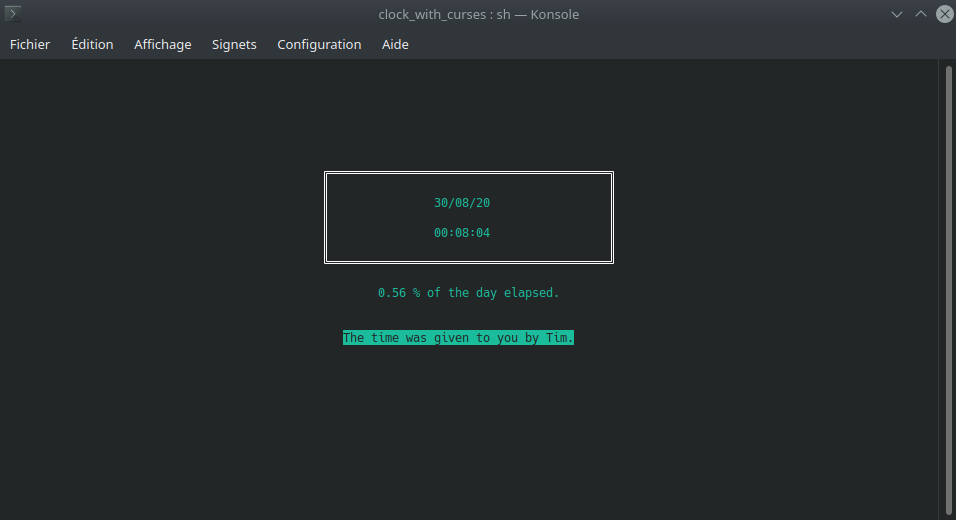 clock_with_curses : sh — Konsole
Fichier Édition Affichage Signets Configuration Aide
30/08/20
00:08:04
0.56 % of the day elapsed.
The time was given to you by Tim.